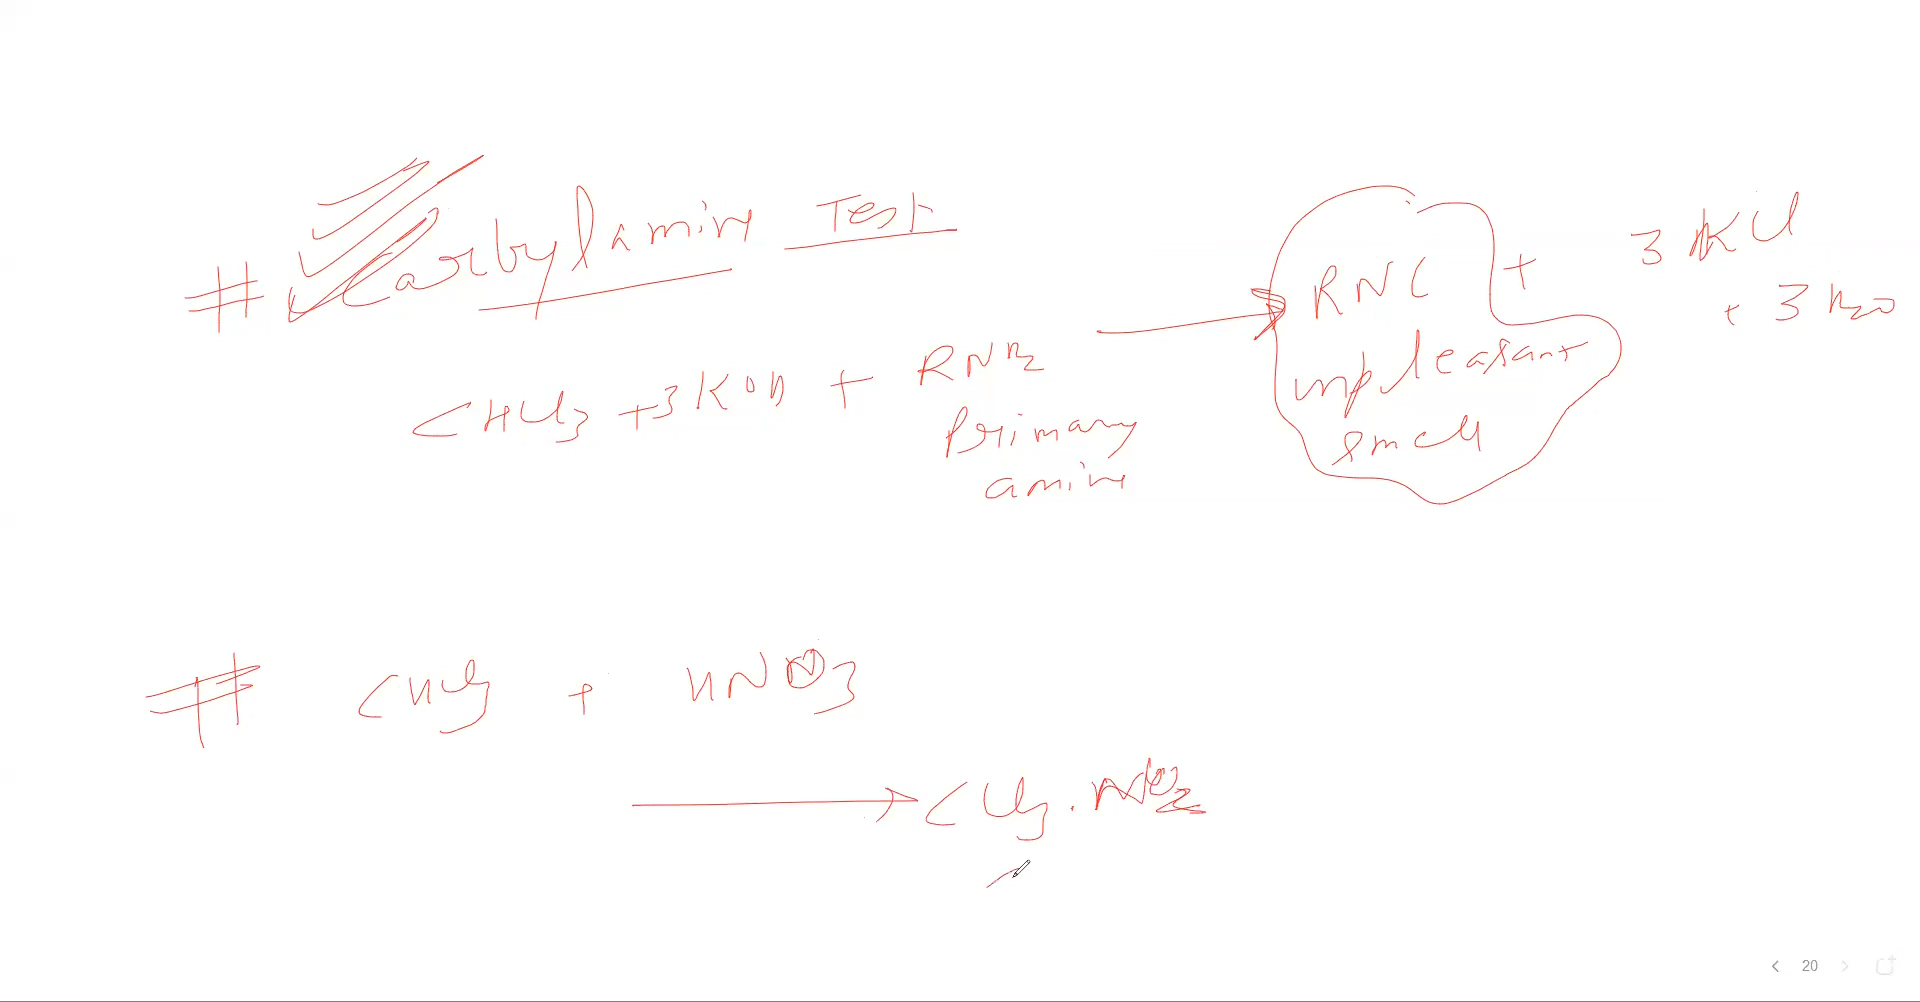 # Carbylamine Test
CHCl3 + 3KOH + RNH2
primary
amine
→ RNC + 3KCl
+ 3H2O
unpleasant
smell
# CHCl3 + HNO3
→ CCl3.NO2
20